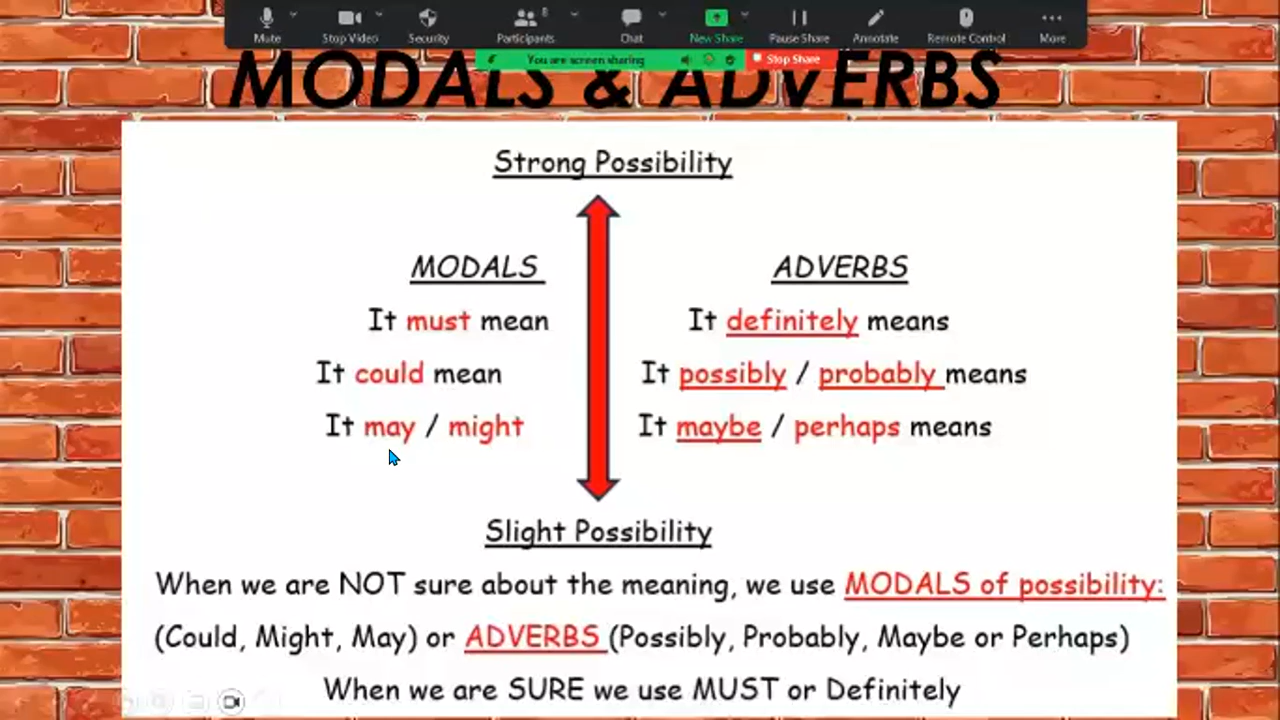 Mute Stop Video Security Participants 8 Chat New Share Pause Share Annotate Remote Control More
You are screen sharing Stop Share
MODALS & ADVERBS
Strong Possibility
MODALS
ADVERBS
It must mean
It definitely means
It could mean
It possibly / probably means
It may / might
It maybe / perhaps means
Slight Possibility
When we are NOT sure about the meaning, we use MODALS of possibility:
(Could, Might, May) or ADVERBS (Possibly, Probably, Maybe or Perhaps)
When we are SURE we use MUST or Definitely